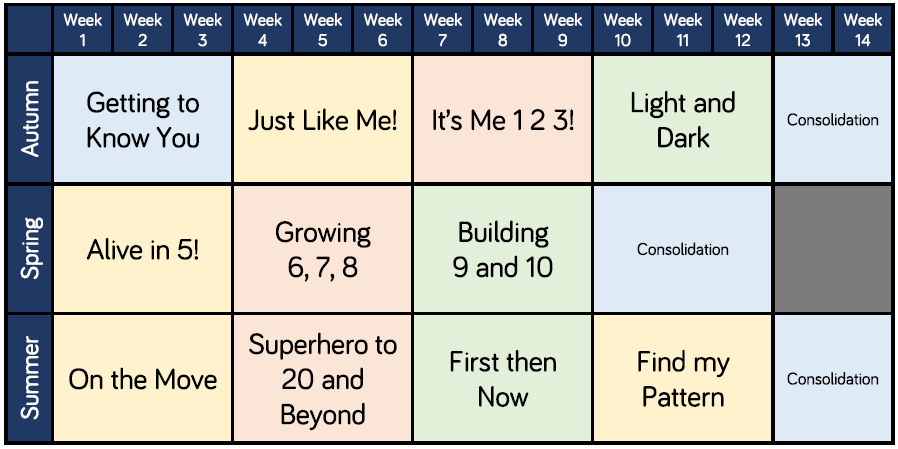 Week 1
Week 2
Week 3
Week 4
Week 5
Week 6
Week 7
Week 8
Week 9
Week 10
Week 11
Week 12
Week 13
Week 14
Autumn
Getting to
Know You
Just Like Me!
It's Me 1 2 3!
Light and
Dark
Consolidation
Spring
Alive in 5!
Growing
6, 7, 8
Building
9 and 10
Consolidation
Summer
On the Move
Superhero to
20 and
Beyond
First then
Now
Find my
Pattern
Consolidation